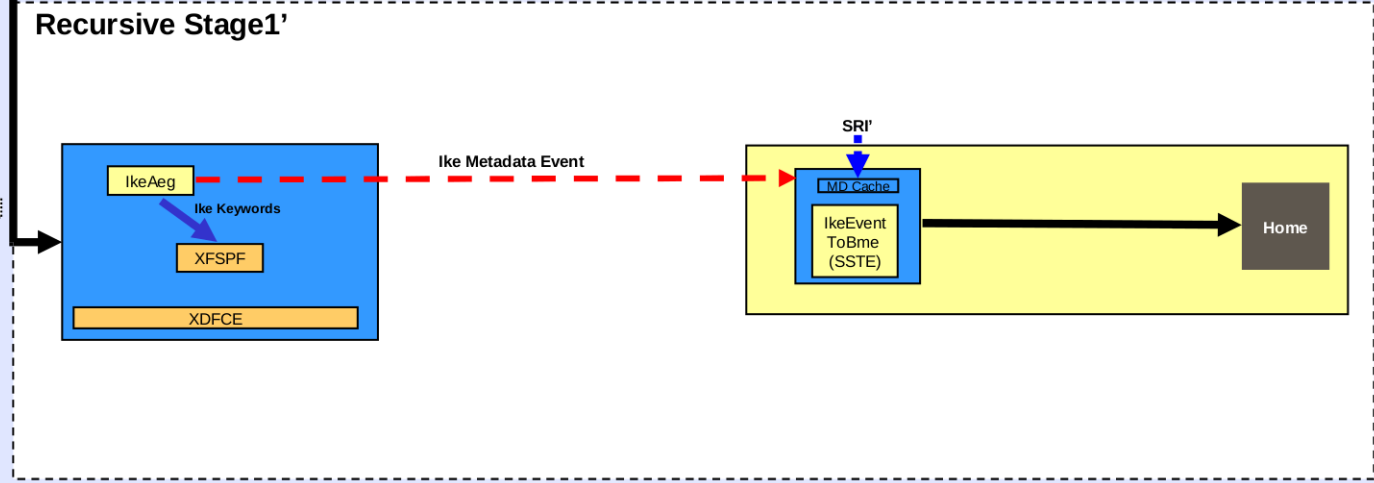 Recursive Stage1’
SRI’
Ike Metadata Event
IkeAeg
MD Cache
Ike Keywords
IkeEvent
ToBme
(SSTE)
Home
XFSPF
XDFCE